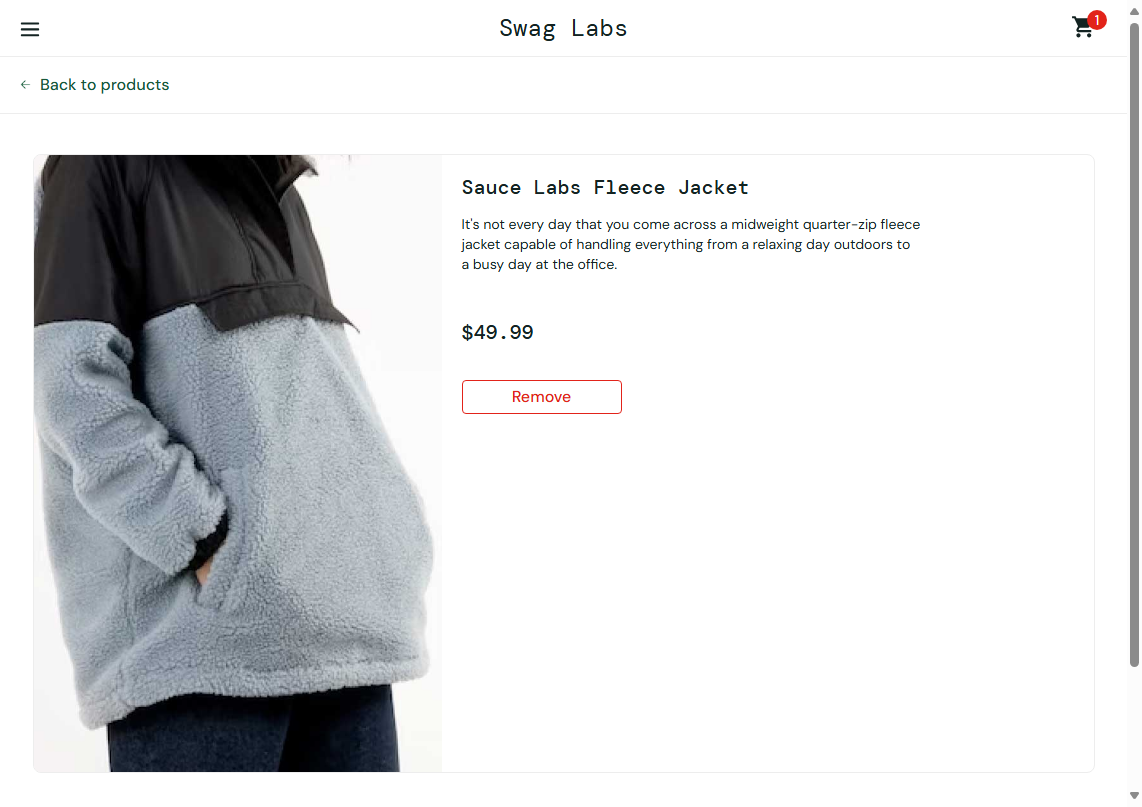 Swag Labs
1
Back to products
Sauce Labs Fleece Jacket
It's not every day that you come across a midweight quarter-zip fleece
jacket capable of handling everything from a relaxing day outdoors to
a busy day at the office.
$49.99
Remove